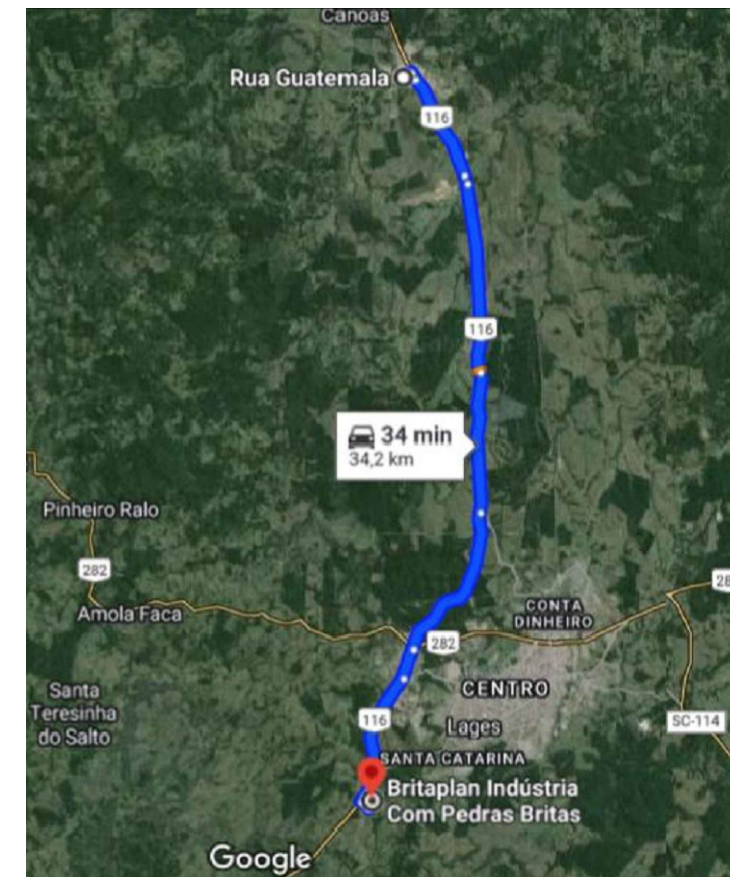 Canoas
Rua Guatemala
116
116
34 min
34,2 km
Pinheiro Ralo
282
28
Amola Faca
CONTA
DINHEIRO
282
Santa
Teresinha
do Salto
CENTRO
116
Lages
SC-114
SANTA CATARINA
Britaplan Indústria
Com Pedras Britas
Google